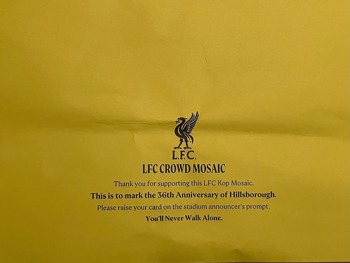 L.F.C.
LFC CROWD MOSAIC
Thank you for supporting this LFC Kop Mosaic.
This is to mark the 36th Anniversary of Hillsborough.
Please raise your card on the stadium announcer's prompt.
You'll Never Walk Alone.